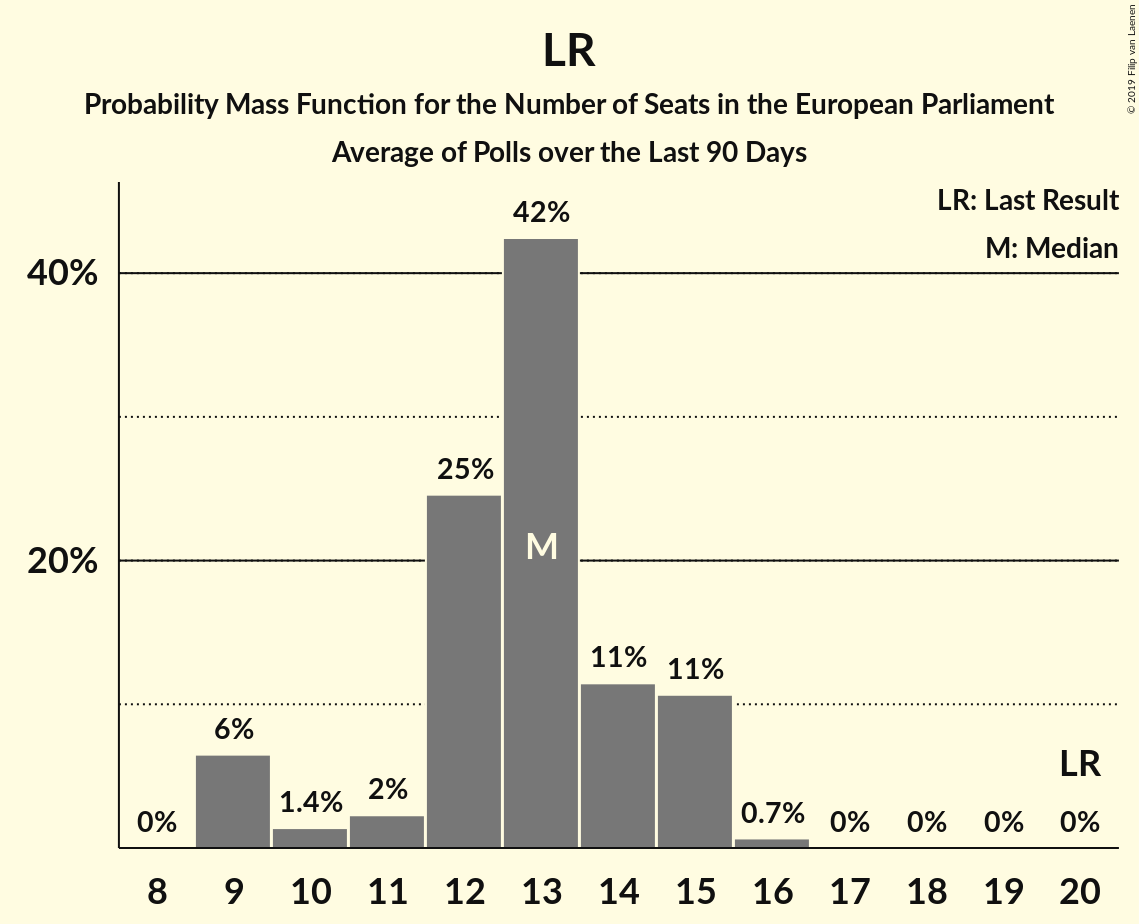 LR
Probability Mass Function for the Number of Seats in the European Parliament
Average of Polls over the Last 90 Days
© 2019 Filip van Laenen
LR: Last Result
M: Median
40%
20%
0%
6%
1.4%
2%
25%
42%
M
11%
11%
0.7%
0%
0%
0%
LR
0%
8 9 10 11 12 13 14 15 16 17 18 19 20